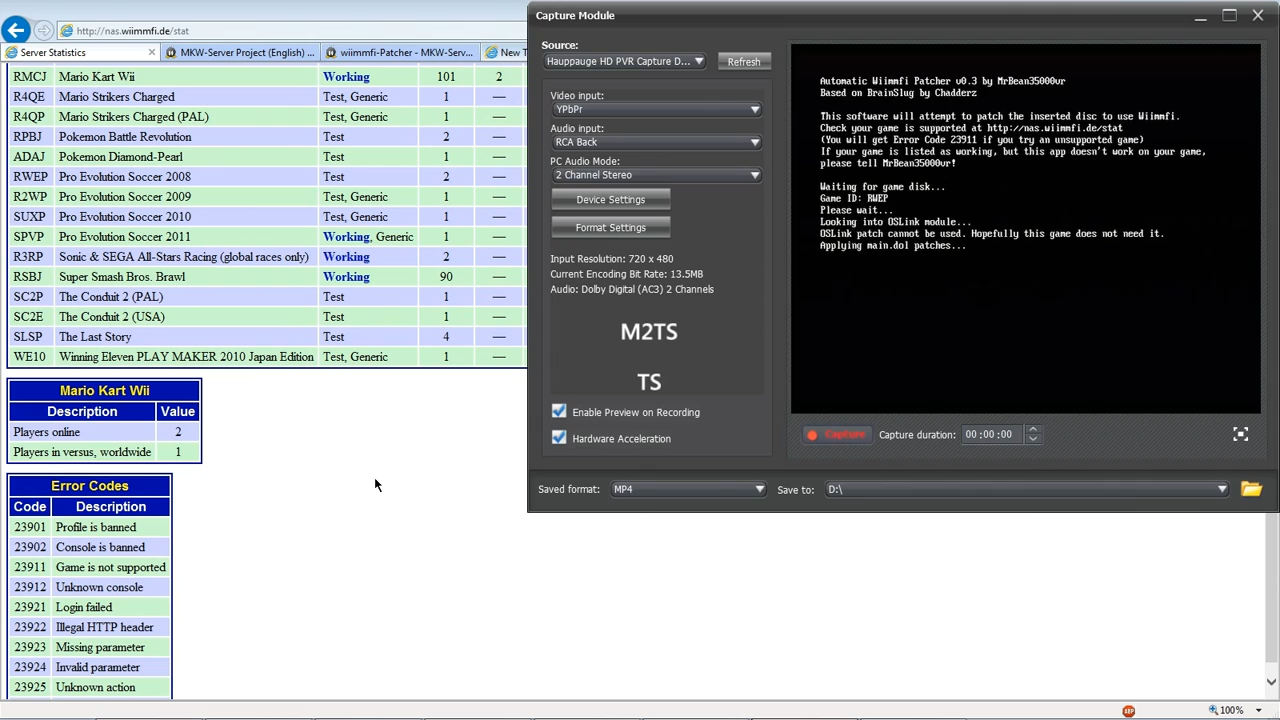 http://nas.wiimmfi.de/stat
Server Statistics
MKW-Server Project (English) ...
wiimmfi-Patcher - MKW-Serv...
New T
RMCJ Mario Kart Wii Working 101 2
R4QE Mario Strikers Charged Test, Generic 1 —
R4QP Mario Strikers Charged (PAL) Test, Generic 1 —
RPBJ Pokemon Battle Revolution Test 2 —
ADAJ Pokemon Diamond-Pearl Test 1 —
RWEP Pro Evolution Soccer 2008 Test 2 —
R2WP Pro Evolution Soccer 2009 Test, Generic 1 —
SUXP Pro Evolution Soccer 2010 Test, Generic 1 —
SPVP Pro Evolution Soccer 2011 Working, Generic 1 —
R3RP Sonic & SEGA All-Stars Racing (global races only) Working 2 —
RSBJ Super Smash Bros. Brawl Working 90 —
SC2P The Conduit 2 (PAL) Test 1 —
SC2E The Conduit 2 (USA) Test 1 —
SLSP The Last Story Test 4 —
WE10 Winning Eleven PLAY MAKER 2010 Japan Edition Test, Generic 1 —
Mario Kart Wii
Description Value
Players online 2
Players in versus, worldwide 1
Error Codes
Code Description
23901 Profile is banned
23902 Console is banned
23911 Game is not supported
23912 Unknown console
23921 Login failed
23922 Illegal HTTP header
23923 Missing parameter
23924 Invalid parameter
23925 Unknown action
Capture Module
Source:
Hauppauge HD PVR Capture D...
Refresh
Video input:
YPbPr
Audio input:
RCA Back
PC Audio Mode:
2 Channel Stereo
Device Settings
Format Settings
Input Resolution: 720 x 480
Current Encoding Bit Rate: 13.5MB
Audio: Dolby Digital (AC3) 2 Channels
M2TS
TS
Enable Preview on Recording
Hardware Acceleration
Automatic Wiimmfi Patcher v0.3 by MrBean35000vr
Based on BrainSlug by Chadderz
This software will attempt to patch the inserted disc to use Wiimmfi.
Check your game is supported at http://nas.wiimmfi.de/stat
(You will get Error Code 23911 if you try an unsupported game)
If your game is listed as working, but this app doesn't work on your game,
please tell MrBean35000vr!
Waiting for game disk...
Game ID: RWEP
Please wait...
Looking into OSLink module...
OSLink patch cannot be used. Hopefully this game does not need it.
Applying main.dol patches...
Capture
Capture duration: 00:00:00
Saved format: MP4
Save to: D:\
ABP
100%